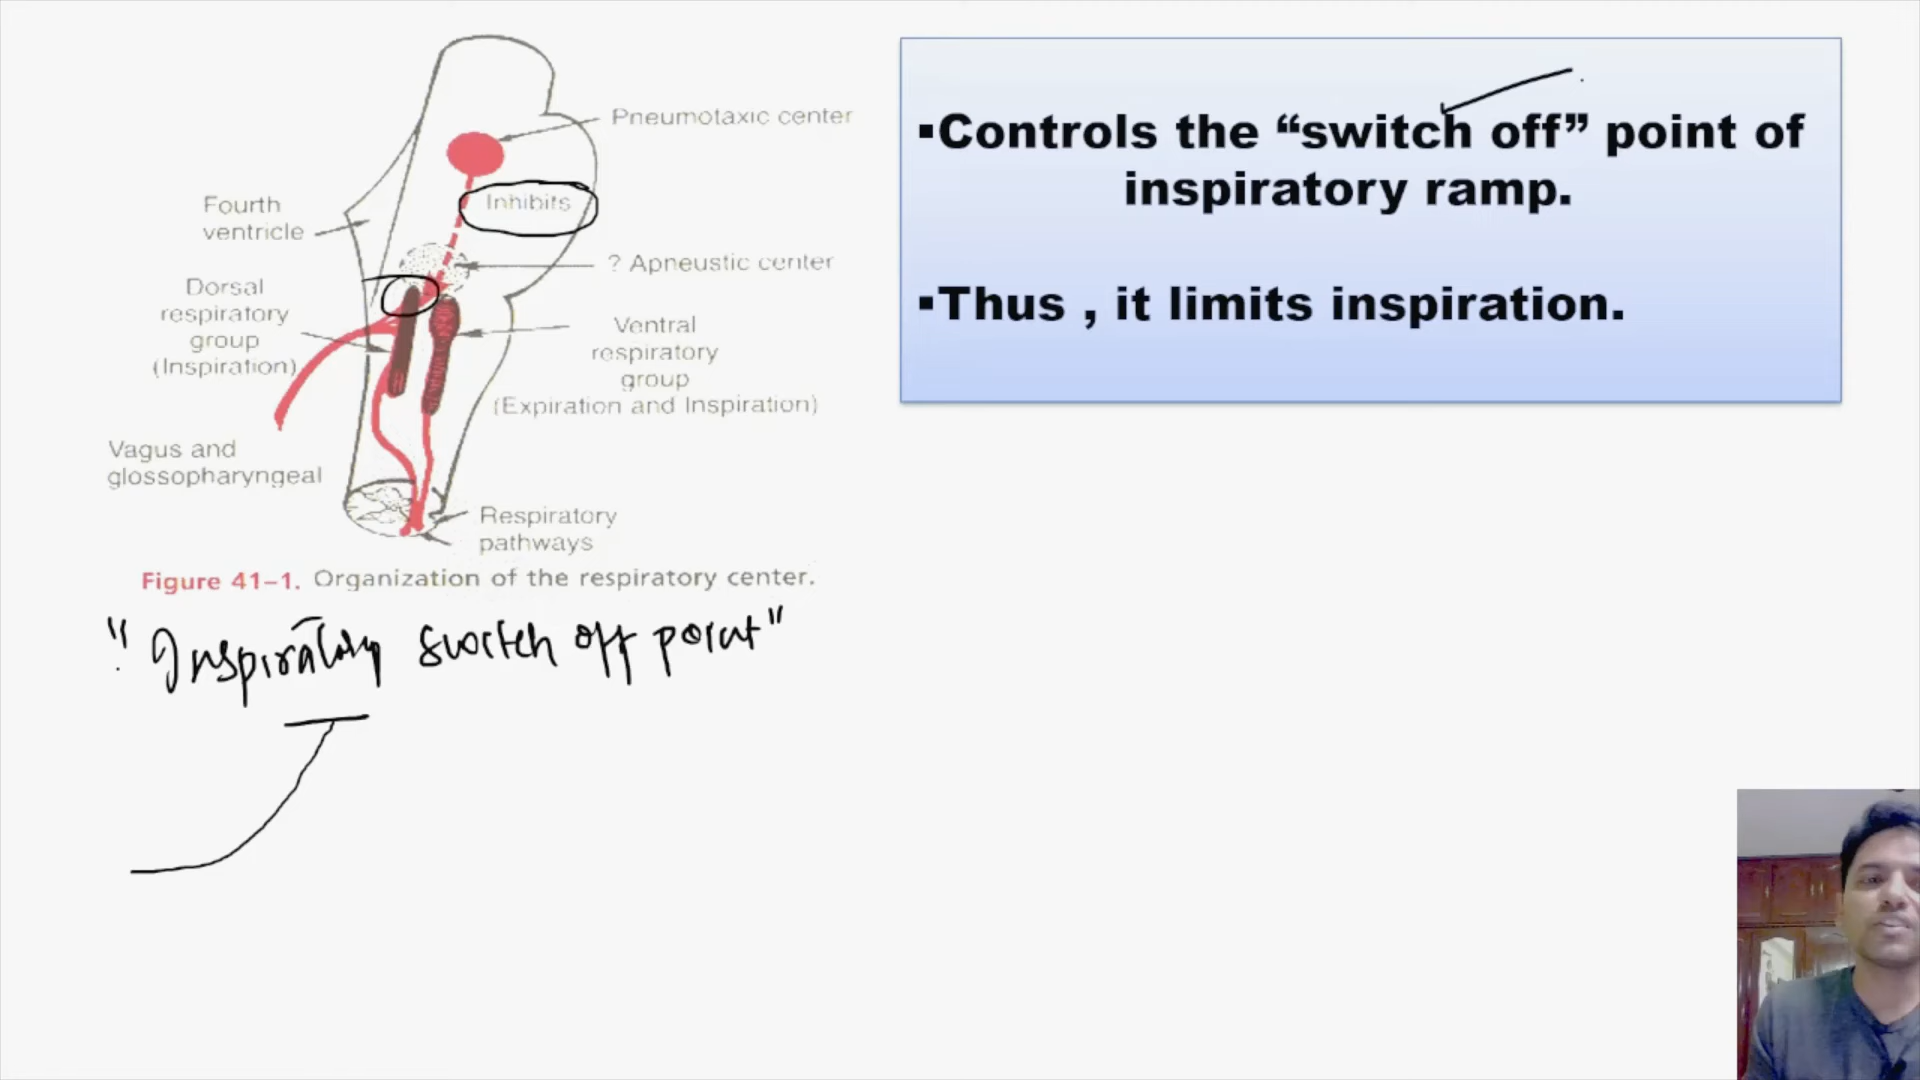 Pneumotaxic center
Inhibits
Fourth
ventricle
? Apneustic center
Dorsal
respiratory
group
(Inspiration)
Ventral
respiratory
group
(Expiration and Inspiration)
Vagus and
glossopharyngeal
Respiratory
pathways
Figure 41–1. Organization of the respiratory center.
"Inspiratory switch off point"
▪Controls the “switch off” point of
inspiratory ramp.
▪Thus , it limits inspiration.